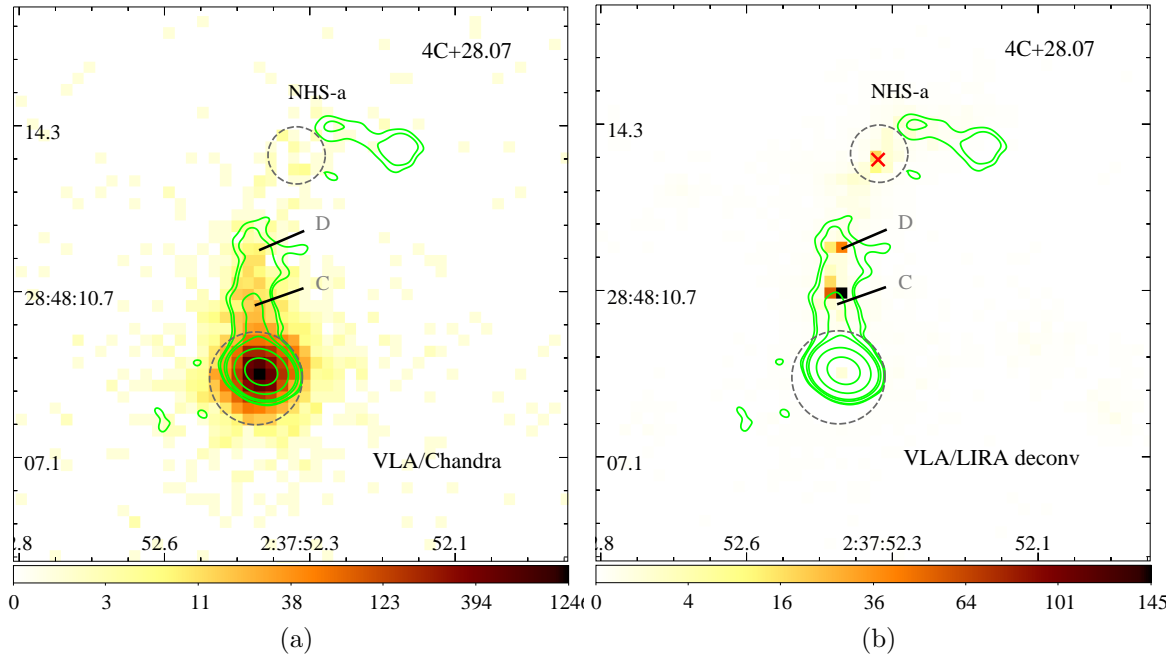 4C+28.07
NHS-a
14.3
D
28:48:10.7
C
07.1
VLA/Chandra
2.8
52.6
2:37:52.3
52.1
0
3
11
38
123
394
(a)
4C+28.07
NHS-a
14.3
D
28:48:10.7
C
07.1
VLA/LIRA deconv
2.8
52.6
2:37:52.3
52.1
0
4
16
36
64
101
145
(b)